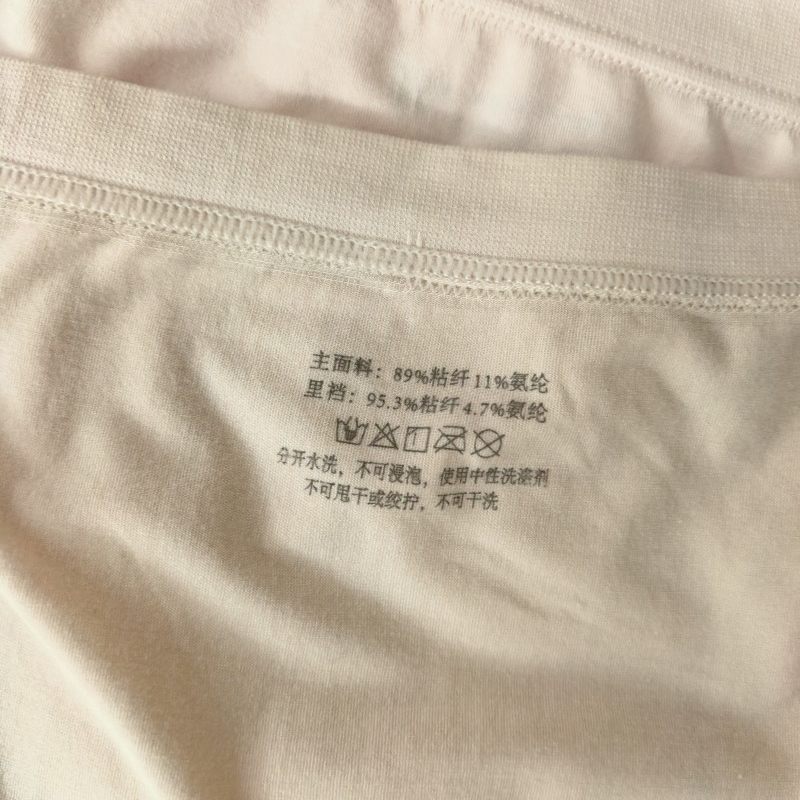 主面料：89%粘纤 11%氨纶
里裆：95.3%粘纤 4.7%氨纶
分开水洗，不可浸泡，使用中性洗涤剂
不可甩干或绞拧，不可干洗